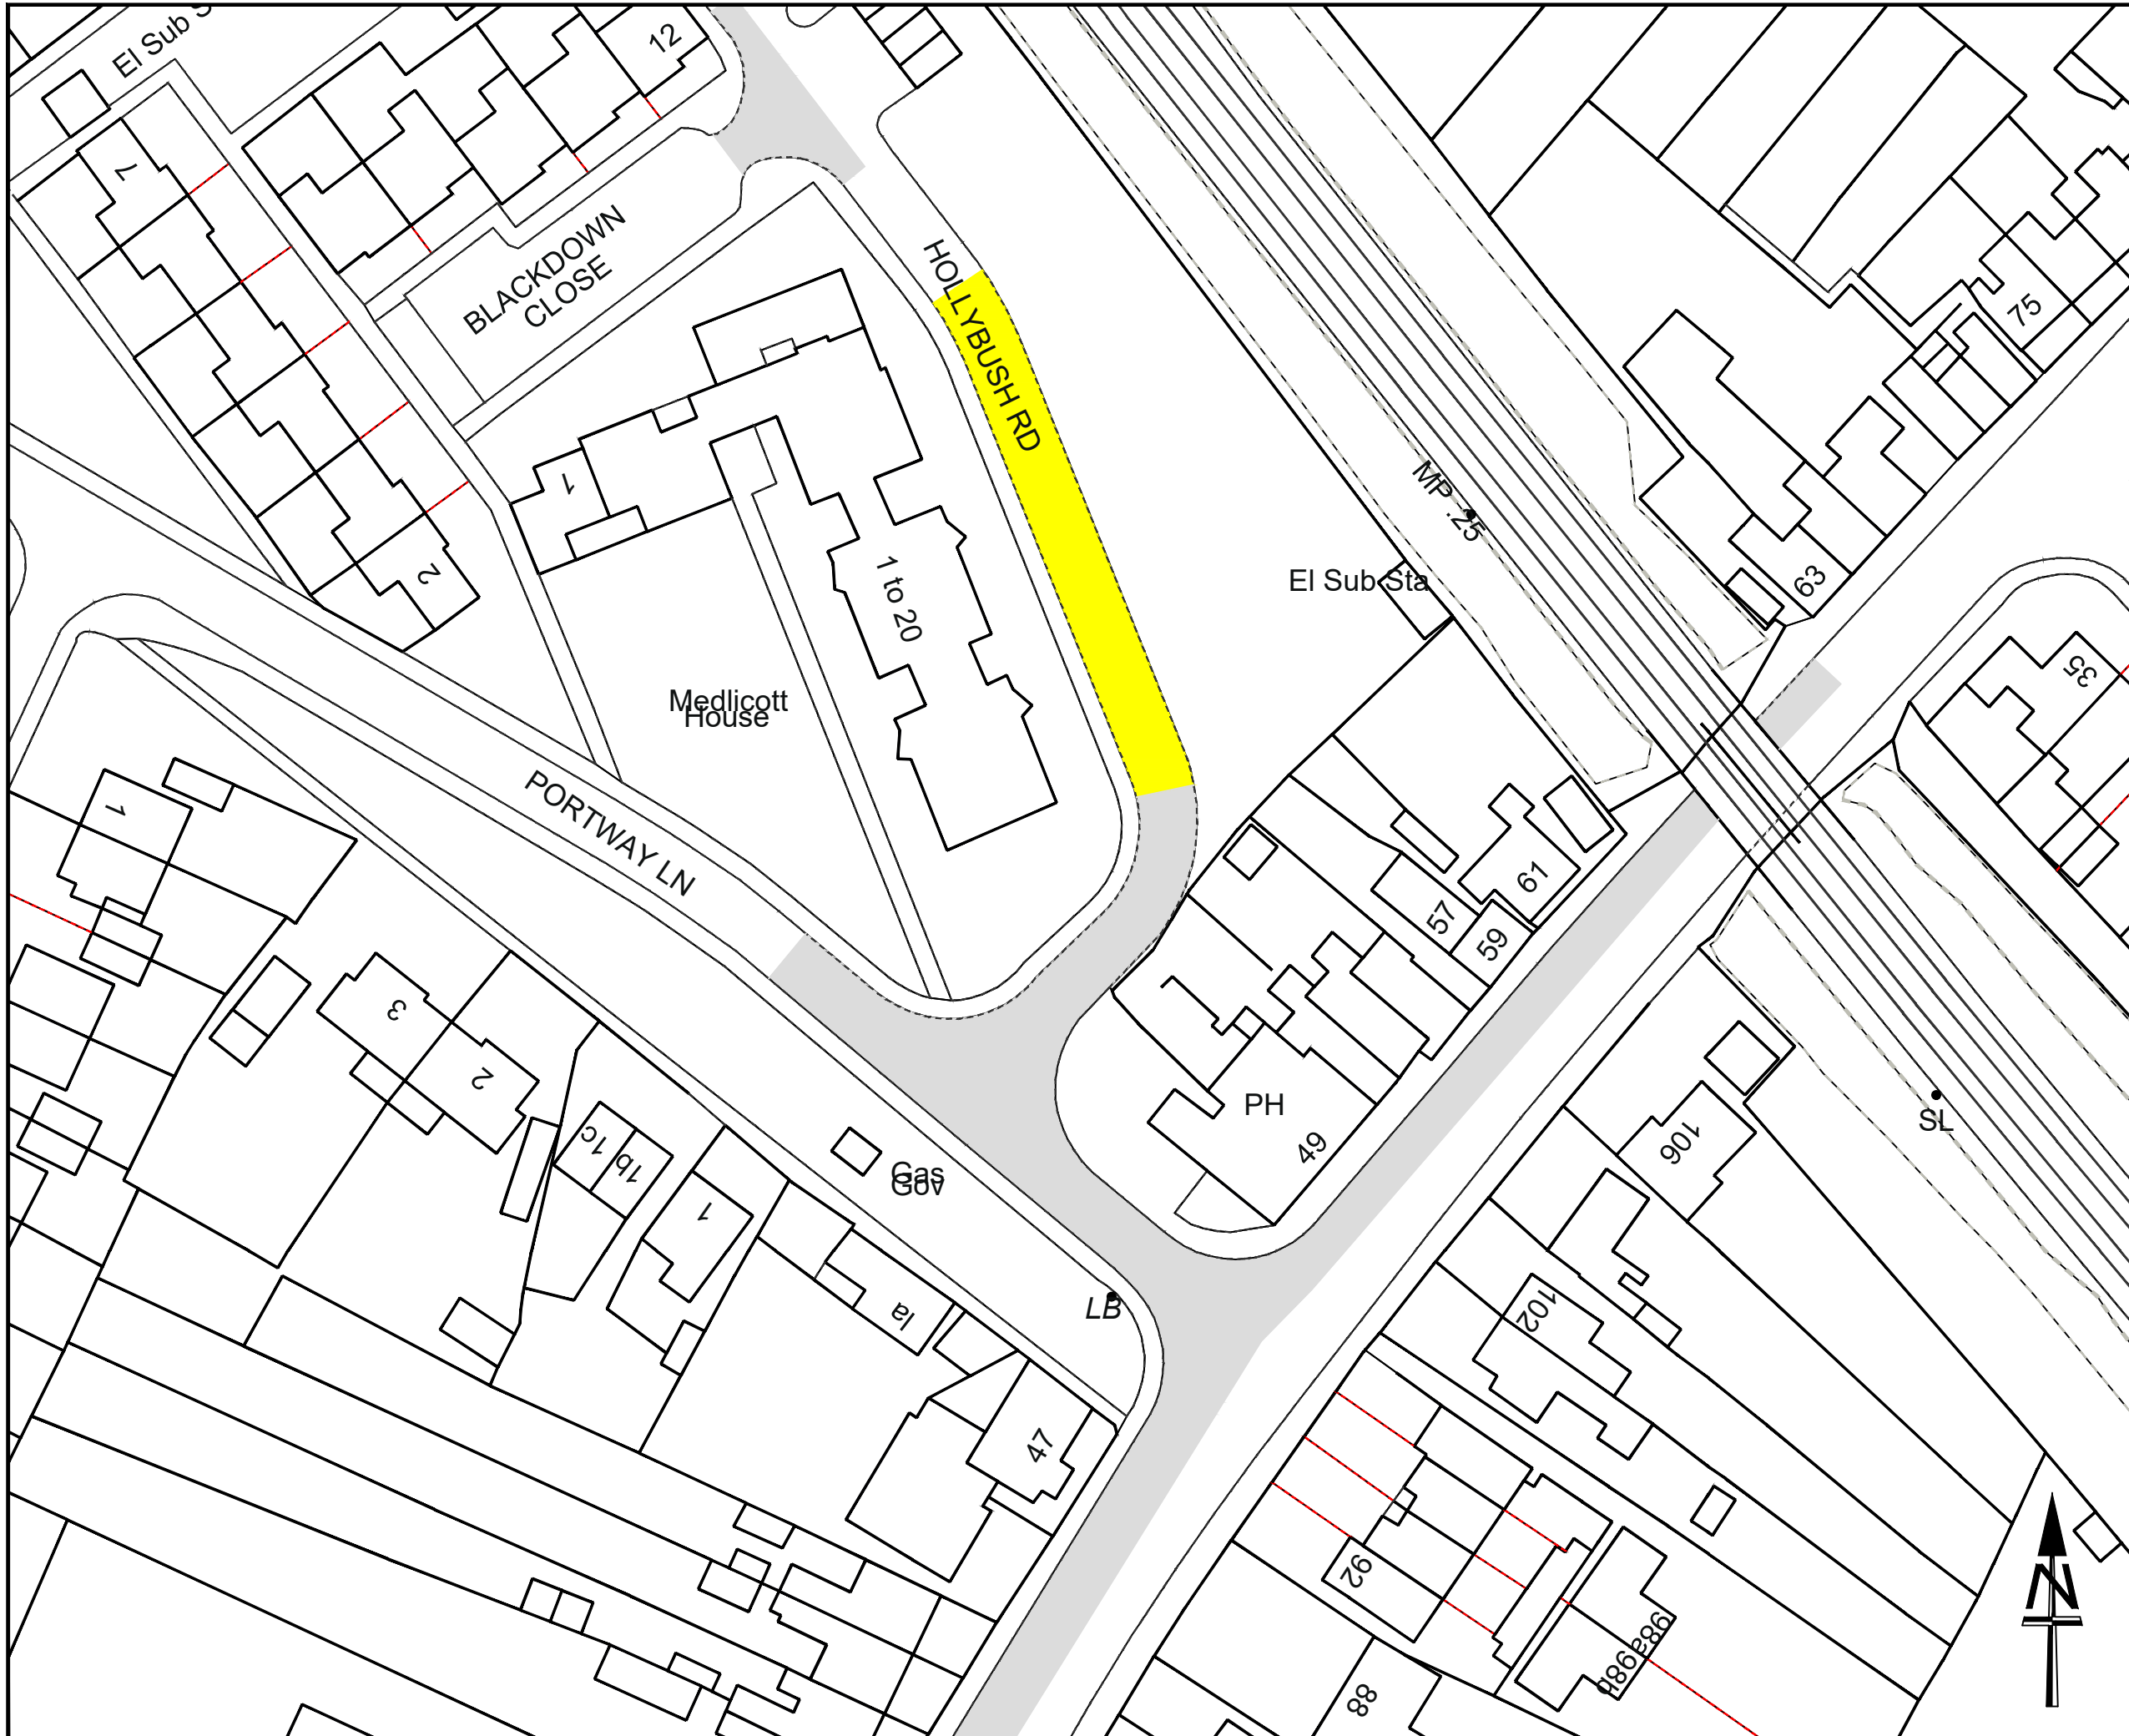 El Sub S
12
7
BLACKDOWN
CLOSE
HOLLYBUSH RD
75
1
MP .25
El Sub Sta
63
1 to 20
2
35
Medlicott
House
1
PORTWAY LN
61
57
59
3
2
PH
49
SL
106
1c
1b
Gas
Gov
1
LB
1a
102
47
92
98a
98b
88
N